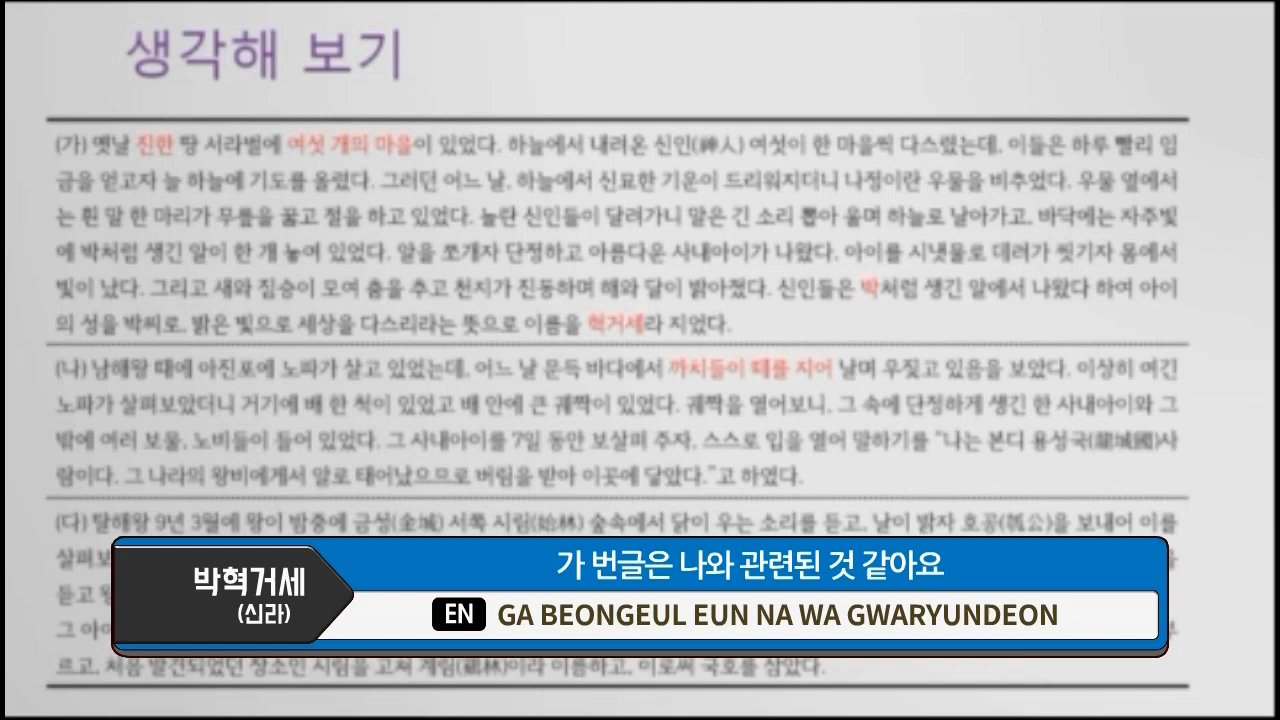 생각해 보기
(가) 옛날 진한 땅 서라벌에 여섯 개의 마을이 있었다. 하늘에서 내려온 신인(神人) 여섯이 한 마을씩 다스렸는데, 이들은 하루 빨리 임
금을 얻고자 늘 하늘에 기도를 올렸다. 그러던 어느 날, 하늘에서 신묘한 기운이 드리워지더니 나정이란 우물을 비추었다. 우물 옆에서
는 흰 말 한 마리가 무릎을 꿇고 절을 하고 있었다. 놀란 신인들이 달려가니 말은 긴 소리 뽑아 울며 하늘로 날아가고, 바닥에는 자주빛
에 박처럼 생긴 알이 한 개 놓여 있었다. 알을 쪼개자 단정하고 아름다운 사내아이가 나왔다. 아이를 시냇물로 데려가 씻기자 몸에서
빛이 났다. 그리고 새와 짐승이 모여 춤을 추고 천지가 진동하며 해와 달이 밝아졌다. 신인들은 박처럼 생긴 알에서 나왔다 하여 아이
의 성을 박씨로, 밝은 빛으로 세상을 다스리라는 뜻으로 이름을 혁거세라 지었다.
(나) 남해왕 때에 아진포에 노파가 살고 있었는데, 어느 날 문득 바다에서 까치들이 떼를 지어 날며 우짖고 있음을 보았다. 이상히 여긴
노파가 살펴보았더니 거기에 배 한 척이 있었고 배 안에 큰 궤짝이 있었다. 궤짝을 열어보니, 그 속에 단정하게 생긴 한 사내아이와 그
밖에 여러 보물, 노비들이 들어 있었다. 그 사내아이를 7일 동안 보살펴 주자, 스스로 입을 열어 말하기를 "나는 본디 용성국(龍城國)사
람이다. 그 나라의 왕비에게서 알로 태어났으므로 버림을 받아 이곳에 닿았다."고 하였다.
(다) 탈해왕 9년 3월에 왕이 밤중에 금성(金城) 서쪽 시림(始林) 숲속에서 닭이 우는 소리를 듣고, 날이 밝자 호공(瓠公)을 보내어 이를
살펴보
듣고 왕
그 아이
르고, 처음 발견되었던 장소인 시림을 고쳐 계림(鷄林)이라 이름하고, 이로써 국호를 삼았다.
박혁거세
(신라)
가 번글은 나와 관련된 것 같아요
EN GA BEONGEUL EUN NA WA GWARYUNDEON